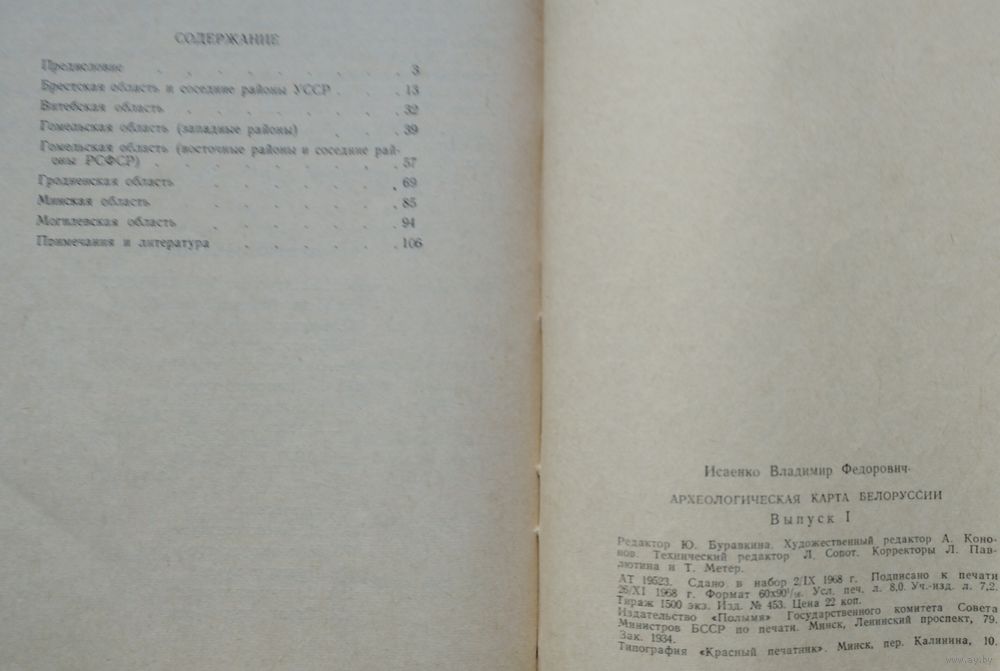 СОДЕРЖАНИЕ
Предисловие . . . . . . . . 3
Брестская область и соседние районы УССР . . . 13
Витебская область . . . . . . . 32
Гомельская область (западные районы) . . . 39
Гомельская область (восточные районы и соседние рай-
оны РСФСР) . . . . . . . . 57
Гродненская область . . . . . . . 69
Минская область . . . . . . . 85
Могилевская область . . . . . . . 94
Примечания и литература . . . . . . 106
Исаенко Владимир Федорович
АРХЕОЛОГИЧЕСКАЯ КАРТА БЕЛОРУССИИ
Выпуск I
Редактор Ю. Буравкина. Художественный редактор А. Коно-
нов. Технический редактор Л. Сопот. Корректоры Л. Пав-
лютина и Т. Метер.
АТ 19523. Сдано в набор 2/IX 1968 г. Подписано к печати
26/XI 1968 г. Формат 60х90¹/₁₆. Усл. печ. л. 8,0. Уч.-изд. л. 7,2.
Тираж 1500 экз. Изд. № 453. Цена 22 коп.
Издательство «Полымя» Государственного комитета Совета
Министров БССР по печати. Минск, Ленинский проспект, 79.
Зак. 1934.
Типография «Красный печатник». Минск, пер. Калинина, 10.
www.ay.by